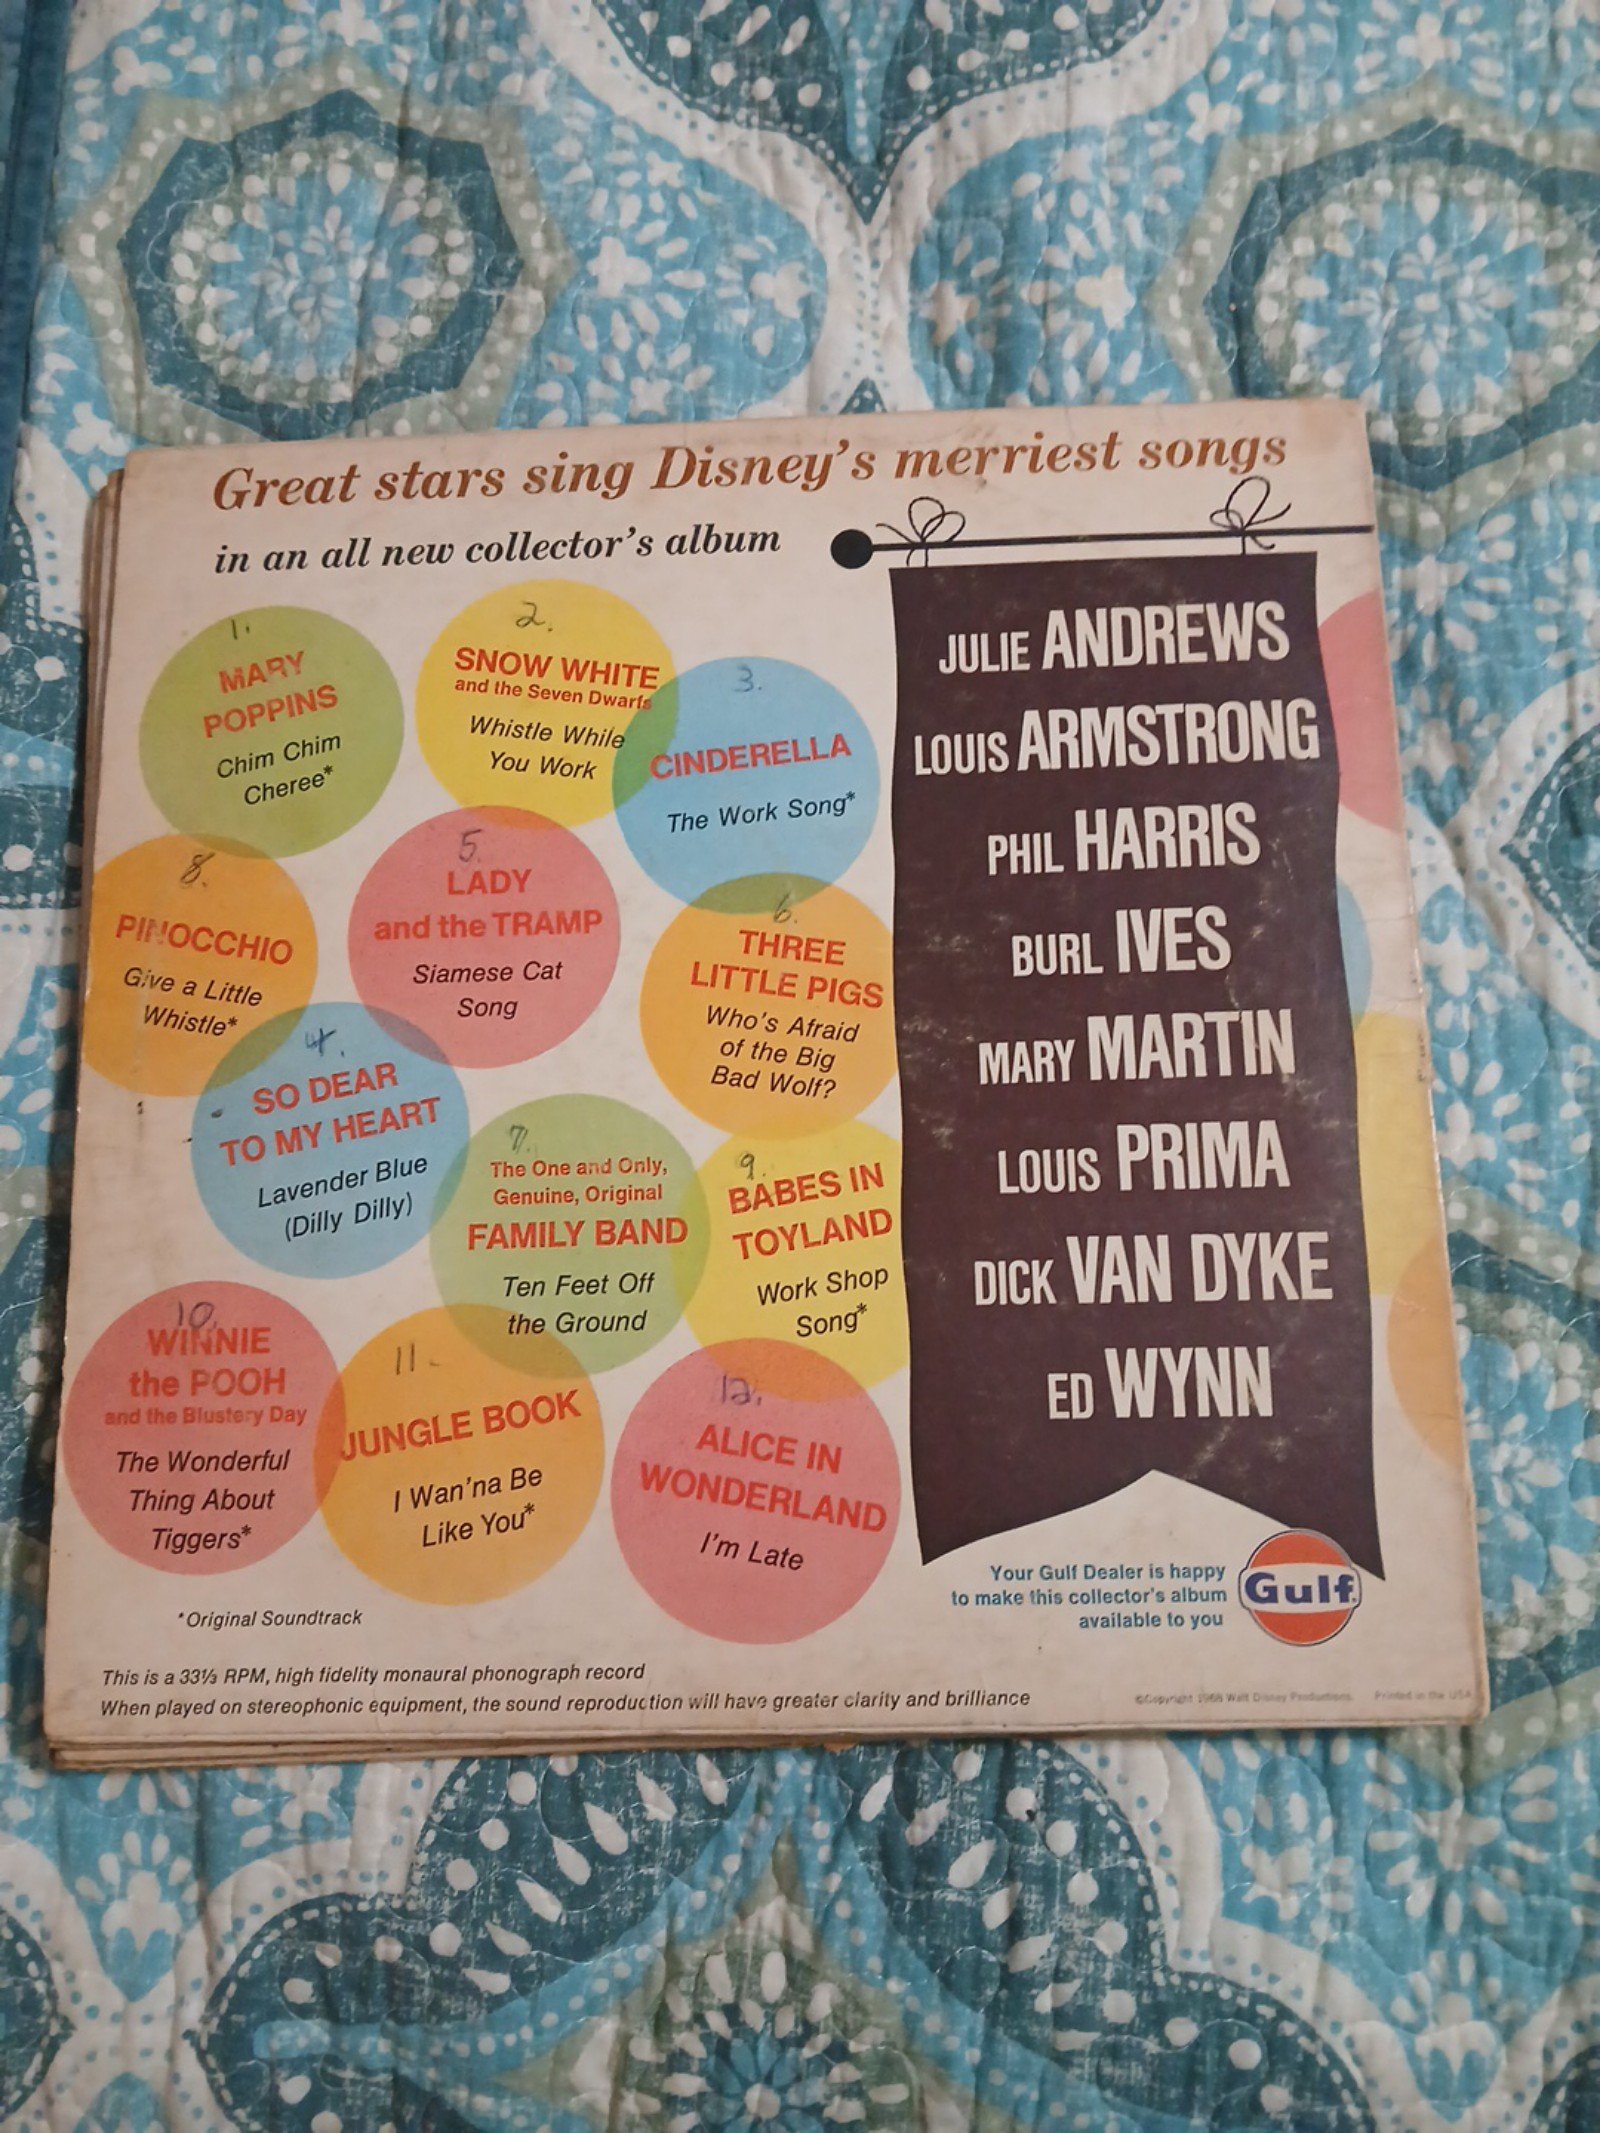 Great stars sing Disney's merriest songs
in an all new collector's album
1.
MARY
POPPINS
Chim Chim
Cheree*
2.
SNOW WHITE
and the Seven Dwarfs
Whistle While
You Work
3.
CINDERELLA
The Work Song*
8.
PINOCCHIO
Give a Little
Whistle*
5.
LADY
and the TRAMP
Siamese Cat
Song
6.
THREE
LITTLE PIGS
Who's Afraid
of the Big
Bad Wolf?
4.
SO DEAR
TO MY HEART
Lavender Blue
(Dilly Dilly)
7.
The One and Only,
Genuine, Original
FAMILY BAND
Ten Feet Off
the Ground
9.
BABES IN
TOYLAND
Work Shop
Song*
10.
WINNIE
the POOH
and the Blustery Day
The Wonderful
Thing About
Tiggers*
11.
JUNGLE BOOK
I Wan'na Be
Like You*
12.
ALICE IN
WONDERLAND
I'm Late
JULIE ANDREWS
LOUIS ARMSTRONG
PHIL HARRIS
BURL IVES
MARY MARTIN
LOUIS PRIMA
DICK VAN DYKE
ED WYNN
Your Gulf Dealer is happy
to make this collector's album
available to you
Gulf
*Original Soundtrack
This is a 33⅓ RPM, high fidelity monaural phonograph record
When played on stereophonic equipment, the sound reproduction will have greater clarity and brilliance
©Copyright 1968 Walt Disney Productions. Printed in the USA